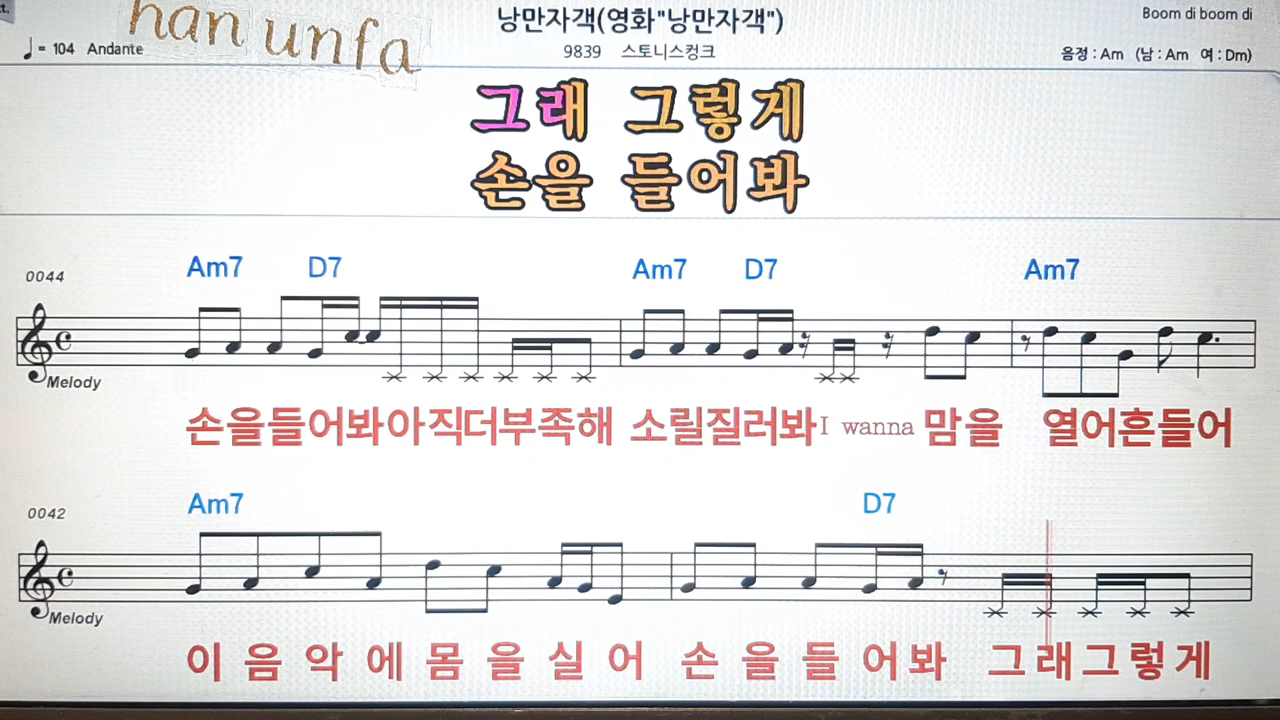 t.
han unfa
낭만자객(영화"낭만자객")
Boom di boom di
♩= 104 Andante
9839 스토니스컹크
음정 : Am (남 : Am 여 : Dm)
그래 그렇게
손을 들어봐
0044
Am7 D7 Am7 D7 Am7
Melody
손을들어봐아직더부족해 소릴질러봐 I wanna 맘을 열어흔들어
0042
Am7 D7
Melody
이 음 악 에 몸 을 실 어 손 을 들 어 봐 그래그렇게